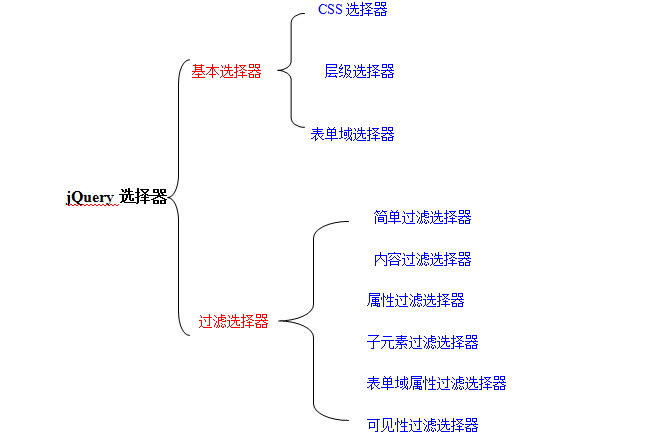 CSS 选择器
基本选择器
层级选择器
表单域选择器
jQuery 选择器
简单过滤选择器
内容过滤选择器
属性过滤选择器
过滤选择器
子元素过滤选择器
表单域属性过滤选择器
可见性过滤选择器